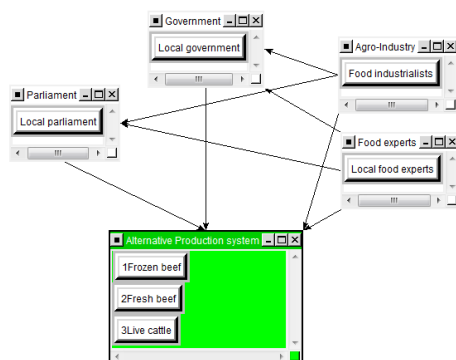 Government
Local government
Agro-Industry
Food industrialists
Parliament
Local parliament
Food experts
Local food experts
Alternative Production system
1Frozen beef
2Fresh beef
3Live cattle